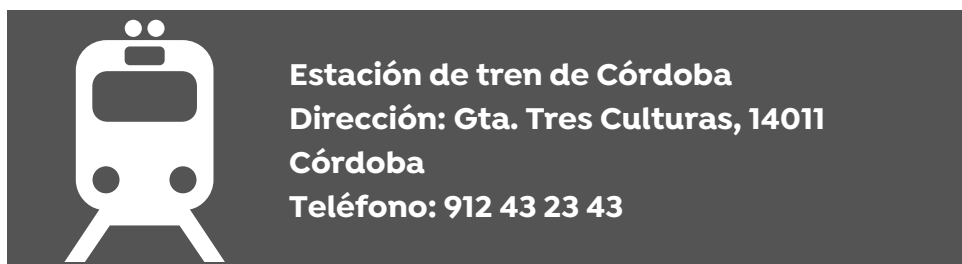 Estación de tren de Córdoba
Dirección: Gta. Tres Culturas, 14011
Córdoba
Teléfono: 912 43 23 43